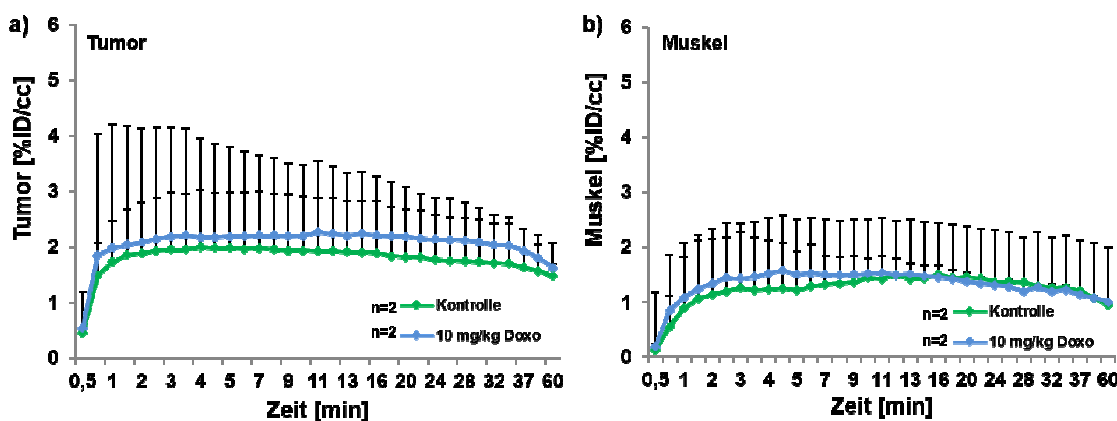 a)
Tumor
Tumor [%ID/cc]
6
5
4
3
2
1
0
n=2 Kontrolle
n=2 10 mg/kg Doxo
0,5 1 2 3 4 5 7 9 11 13 16 20 24 28 32 37 60
Zeit [min]
b)
Muskel
Muskel [%ID/cc]
6
5
4
3
2
1
0
n=2 Kontrolle
n=2 10 mg/kg Doxo
0,5 1 2 3 4 5 7 9 11 13 16 20 24 28 32 37 60
Zeit [min]